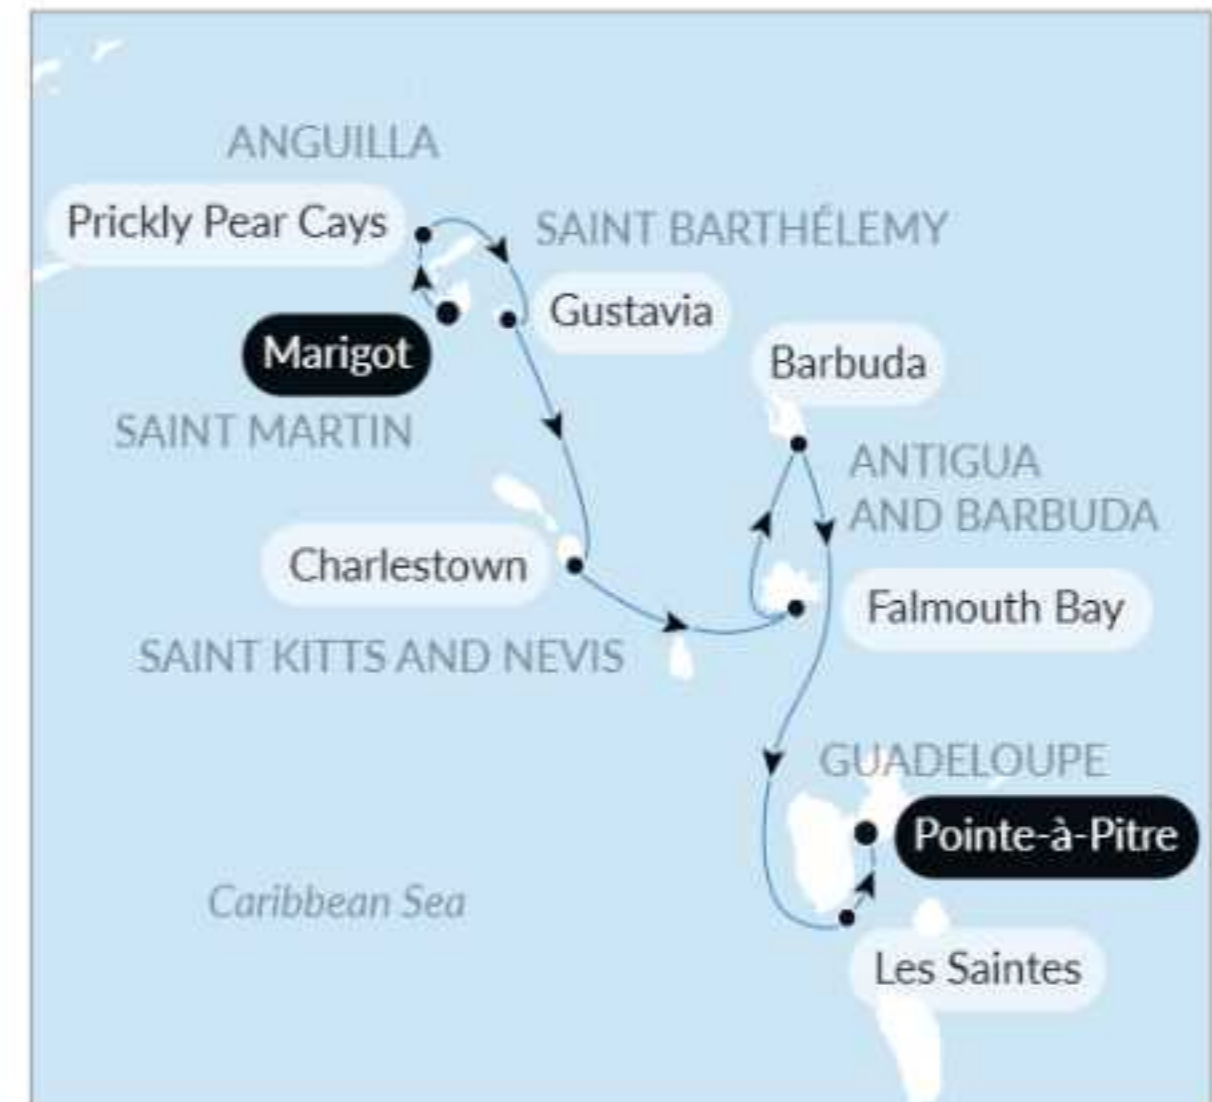 ANGUILLA
Prickly Pear Cays
SAINT BARTHÉLEMY
Gustavia
Marigot
Barbuda
SAINT MARTIN
ANTIGUA
AND BARBUDA
Charlestown
Falmouth Bay
SAINT KITTS AND NEVIS
GUADELOUPE
Pointe-à-Pitre
Caribbean Sea
Les Saintes